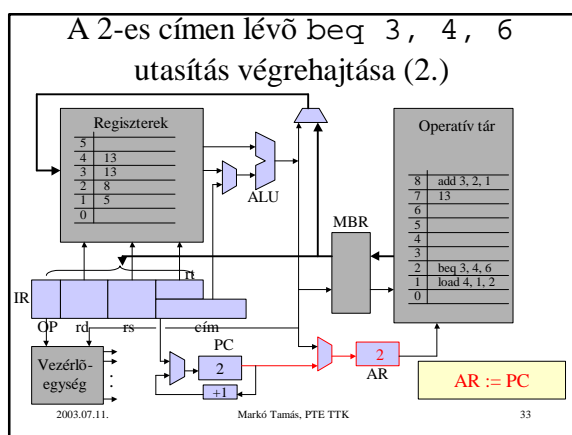 A 2-es címen lévõ beq 3, 4, 6
utasítás végrehajtása (2.)
Regiszterek
5
4 13
3 13
2 8
1 5
0
ALU
MBR
Operatív tár
8 add 3, 2, 1
7 13
6
5
4
3
2 beq 3, 4, 6
1 load 4, 1, 2
0
IR
rt
OP rd rs cím
Vezérlõ-
egység
PC
2
+1
2
AR
AR := PC
2003.07.11.
Markó Tamás, PTE TTK
33